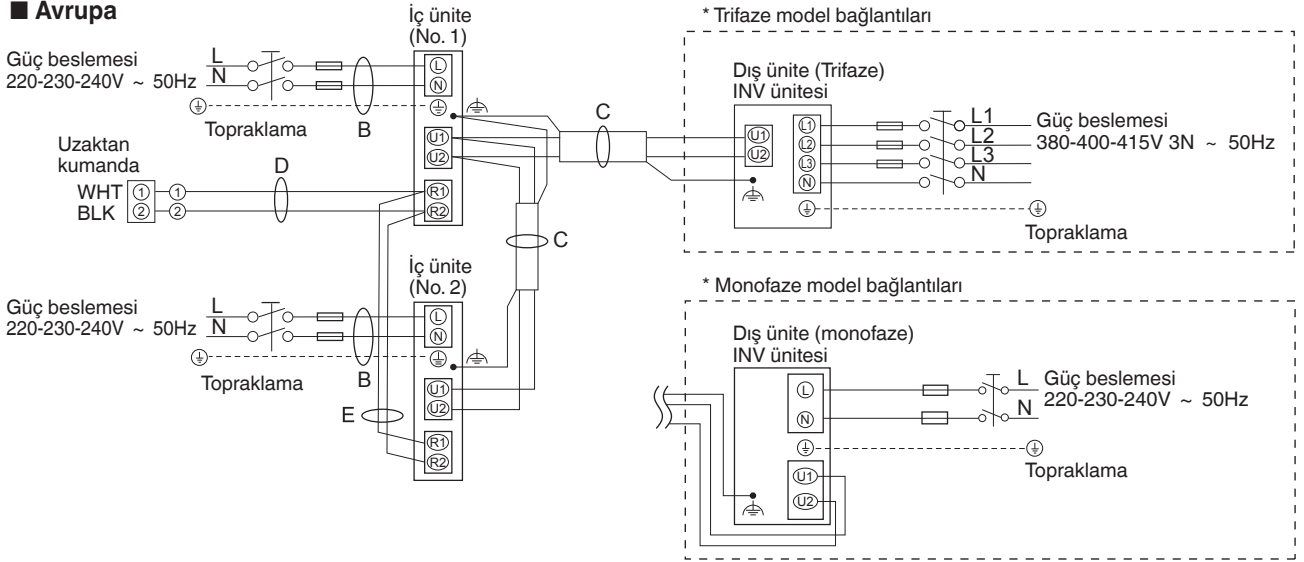 ■ Avrupa
İç ünite
(No. 1)
Güç beslemesi
220-230-240V ~ 50Hz
L
N
Topraklama
B
L
N
U1
U2
R1
R2
Uzaktan
kumanda
WHT
BLK
1
2
1
2
D
C
C
İç ünite
(No. 2)
Güç beslemesi
220-230-240V ~ 50Hz
L
N
Topraklama
B
E
L
N
U1
U2
R1
R2
* Trifaze model bağlantıları
Dış ünite (Trifaze)
INV ünitesi
U1
U2
L1
L2
L3
N
L1
L2
L3
N
Güç beslemesi
380-400-415V 3N ~ 50Hz
Topraklama
* Monofaze model bağlantıları
Dış ünite (monofaze)
INV ünitesi
L
N
U1
U2
L
N
Güç beslemesi
220-230-240V ~ 50Hz
Topraklama